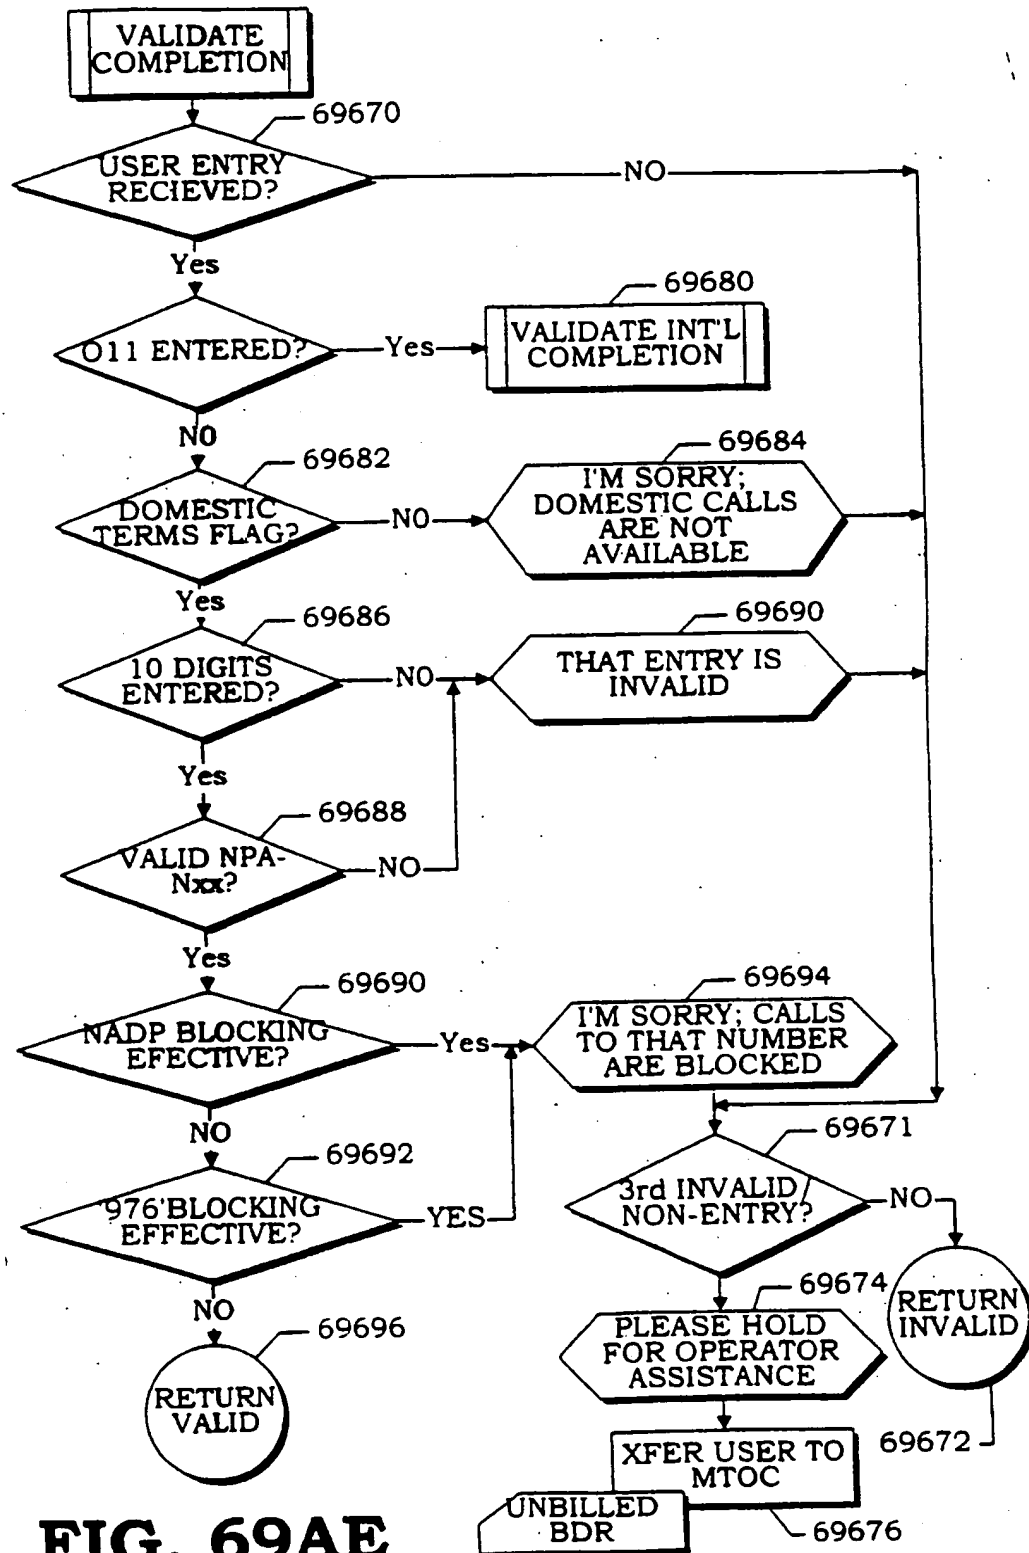 VALIDATE
COMPLETION
69670
USER ENTRY
RECIEVED?
NO
Yes
69680
O11 ENTERED?
Yes
VALIDATE INT'L
COMPLETION
NO
69682
69684
DOMESTIC
TERMS FLAG?
NO
I'M SORRY;
DOMESTIC CALLS
ARE NOT
AVAILABLE
Yes
69686
69690
10 DIGITS
ENTERED?
NO
THAT ENTRY IS
INVALID
Yes
69688
VALID NPA-
Nxx?
NO
Yes
69690
69694
NADP BLOCKING
EFECTIVE?
Yes
I'M SORRY; CALLS
TO THAT NUMBER
ARE BLOCKED
NO
69692
69671
'976'BLOCKING
EFFECTIVE?
YES
3rd INVALID
NON-ENTRY?
NO
NO
69696
69674
RETURN
VALID
PLEASE HOLD
FOR OPERATOR
ASSISTANCE
RETURN
INVALID
69672
XFER USER TO
MTOC
UNBILLED
BDR
69676
FIG. 69AE